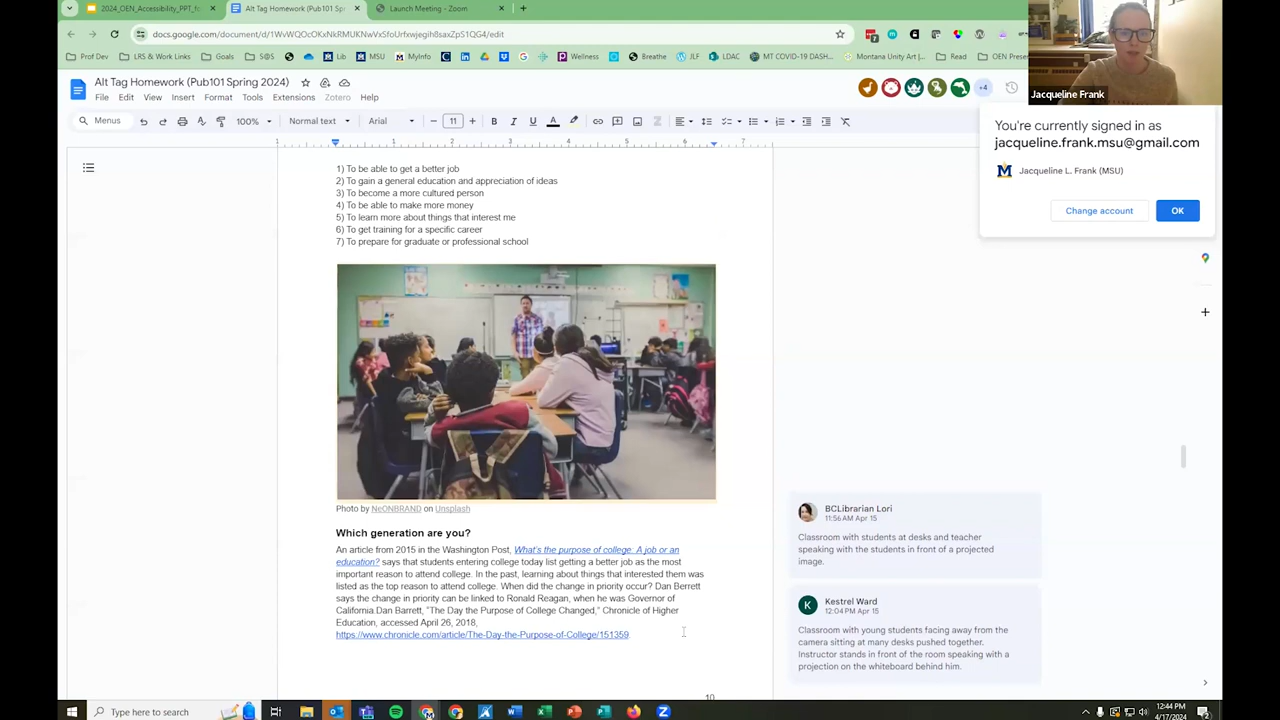 2024_OEN_Accessibility_PPT_fo
Alt Tag Homework (Pub101 Spr
Launch Meeting - Zoom
docs.google.com/document/d/1WvWQOcOKxNkRMUKNwVxSfoUrfxwjegih8saxZpS1QG4/edit
Prof Dev
LRS & Work Links
Goals
S@S
Lib
MSU
MyInfo
Wellness
Breathe
JLF
LDAC
MT COVID-19 DASH...
Montana Unity Art |...
Read
OEN Prese
Jacqueline Frank
Alt Tag Homework (Pub101Spring 2024)
File Edit View Insert Format Tools Extensions Zotero Help
+4
Menus
100%
Normal text
Arial
11
You're currently signed in as
jacqueline.frank.msu@gmail.com
Jacqueline L. Frank (MSU)
Change account
OK
1) To be able to get a better job
2) To gain a general education and appreciation of ideas
3) To become a more cultured person
4) To be able to make more money
5) To learn more about things that interest me
6) To get training for a specific career
7) To prepare for graduate or professional school
Photo by NeONBRAND on Unsplash
Which generation are you?
An article from 2015 in the Washington Post, What's the purpose of college: A job or an
education? says that students entering college today list getting a better job as the most
important reason to attend college. In the past, learning about things that interested them was
listed as the top reason to attend college. When did the change in priority occur? Dan Berrett
says the change in priority can be linked to Ronald Reagan, when he was Governor of
California.Dan Barrett, "The Day the Purpose of College Changed," Chronicle of Higher
Education, accessed April 26, 2018,
https://www.chronicle.com/article/The-Day-the-Purpose-of-College/151359.
10
BCLibrarian Lori
11:56 AM Apr 15
Classroom with students at desks and teacher
speaking with the students in front of a projected
image.
Kestrel Ward
12:04 PM Apr 15
Classroom with young students facing away from the
camera sitting at many desks pushed together.
Instructor stands in front of the room speaking with a
projection on the whiteboard behind him.
Type here to search
12:44 PM
4/17/2024